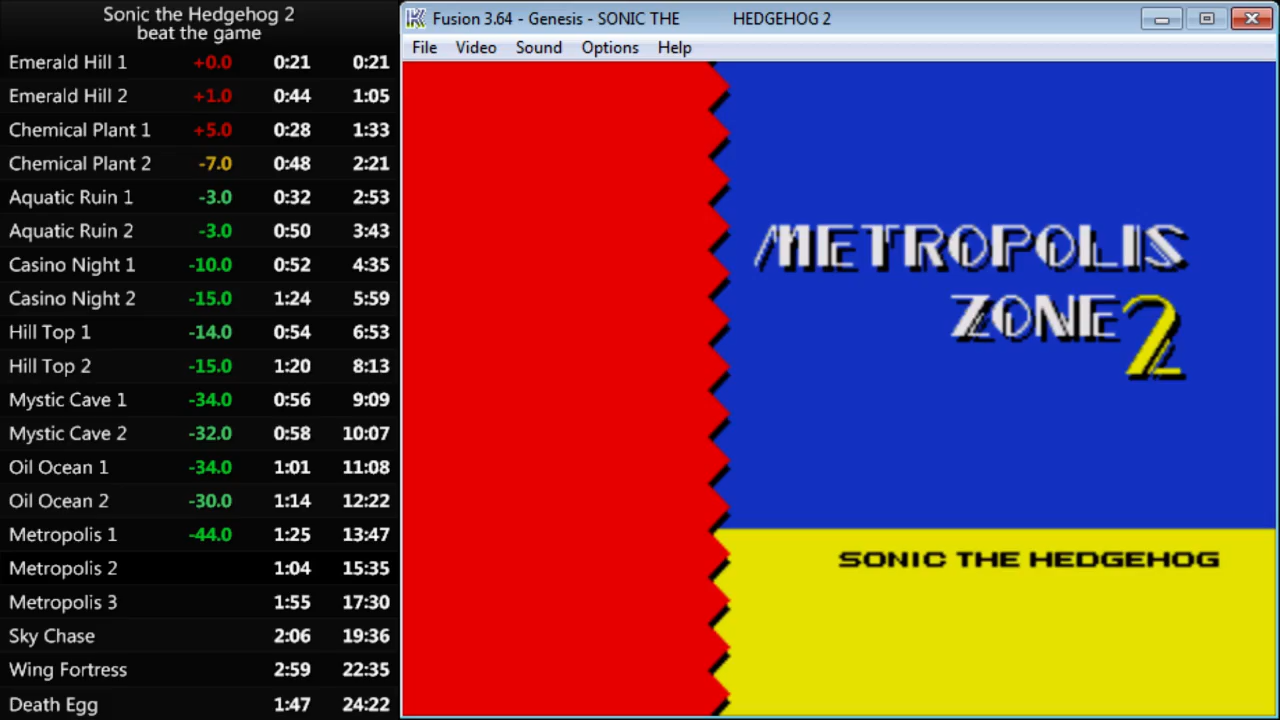 Sonic the Hedgehog 2
beat the game
Emerald Hill 1 +0.0 0:21 0:21
Emerald Hill 2 +1.0 0:44 1:05
Chemical Plant 1 +5.0 0:28 1:33
Chemical Plant 2 -7.0 0:48 2:21
Aquatic Ruin 1 -3.0 0:32 2:53
Aquatic Ruin 2 -3.0 0:50 3:43
Casino Night 1 -10.0 0:52 4:35
Casino Night 2 -15.0 1:24 5:59
Hill Top 1 -14.0 0:54 6:53
Hill Top 2 -15.0 1:20 8:13
Mystic Cave 1 -34.0 0:56 9:09
Mystic Cave 2 -32.0 0:58 10:07
Oil Ocean 1 -34.0 1:01 11:08
Oil Ocean 2 -30.0 1:14 12:22
Metropolis 1 -44.0 1:25 13:47
Metropolis 2 1:04 15:35
Metropolis 3 1:55 17:30
Sky Chase 2:06 19:36
Wing Fortress 2:59 22:35
Death Egg 1:47 24:22
Fusion 3.64 - Genesis - SONIC THE HEDGEHOG 2
File Video Sound Options Help
METROPOLIS
ZONE 2
SONIC THE HEDGEHOG